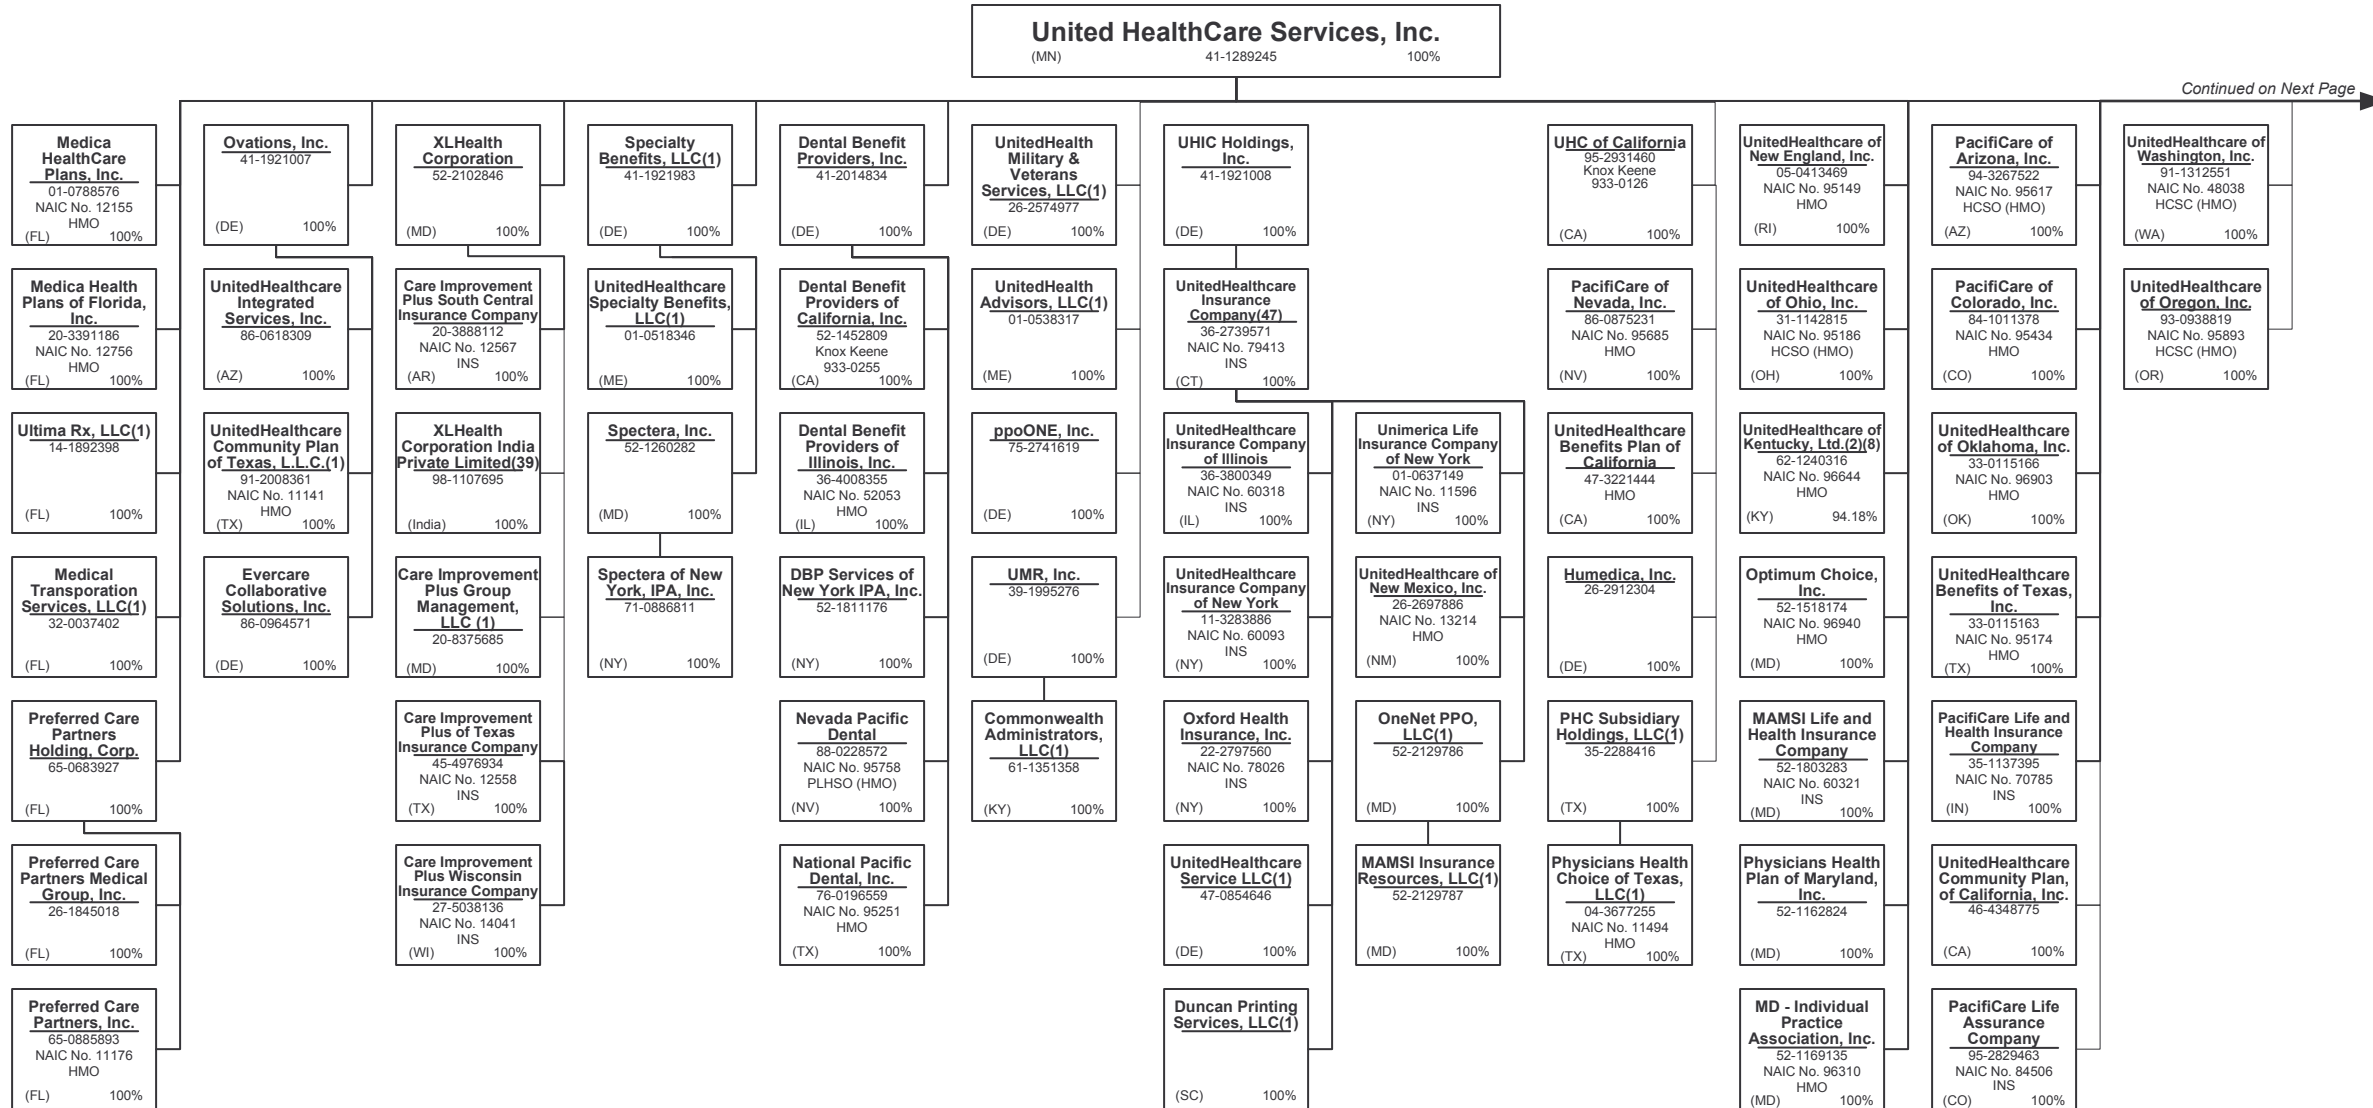 United HealthCare Services, Inc.
(MN) 41-1289245 100%
Continued on Next Page
Medica
HealthCare
Plans, Inc.
01-0788576
NAIC No. 12155
HMO
(FL) 100%
Medica Health
Plans of Florida,
Inc.
20-3391186
NAIC No. 12756
HMO
(FL) 100%
Ultima Rx, LLC(1)
14-1892398
(FL) 100%
Medical
Transporation
Services, LLC(1)
32-0037402
(FL) 100%
Preferred Care
Partners
Holding, Corp.
65-0683927
(FL) 100%
Preferred Care
Partners Medical
Group, Inc.
26-1845018
(FL) 100%
Preferred Care
Partners, Inc.
65-0885893
NAIC No. 11176
HMO
(FL) 100%
Ovations, Inc.
41-1921007
(DE) 100%
UnitedHealthcare
Integrated
Services, Inc.
86-0618309
(AZ) 100%
UnitedHealthcare
Community Plan
of Texas, L.L.C.(1)
91-2008361
NAIC No. 11141
HMO
(TX) 100%
Evercare
Collaborative
Solutions, Inc.
86-0964571
(DE) 100%
XLHealth
Corporation
52-2102846
(MD) 100%
Care Improvement
Plus South Central
Insurance Company
20-3888112
NAIC No. 12567
INS
(AR) 100%
XLHealth
Corporation India
Private Limited(39)
98-1107695
(India) 100%
Care Improvement
Plus Group
Management,
LLC (1)
20-8375685
(MD) 100%
Care Improvement
Plus of Texas
Insurance Company
45-4976934
NAIC No. 12558
INS
(TX) 100%
Care Improvement
Plus Wisconsin
Insurance Company
27-5038136
NAIC No. 14041
INS
(WI) 100%
Specialty
Benefits, LLC(1)
41-1921983
(DE) 100%
UnitedHealthcare
Specialty Benefits,
LLC(1)
01-0518346
(ME) 100%
Spectera, Inc.
52-1260282
(MD) 100%
Spectera of New
York, IPA, Inc.
71-0886811
(NY) 100%
Dental Benefit
Providers, Inc.
41-2014834
(DE) 100%
Dental Benefit
Providers of
California, Inc.
52-1452809
Knox Keene
933-0255
(CA) 100%
Dental Benefit
Providers of
Illinois, Inc.
36-4008355
NAIC No. 52053
HMO
(IL) 100%
DBP Services of
New York IPA, Inc.
52-1811176
(NY) 100%
Nevada Pacific
Dental
88-0228572
NAIC No. 95758
PLHSO (HMO)
(NV) 100%
National Pacific
Dental, Inc.
76-0196559
NAIC No. 95251
HMO
(TX) 100%
UnitedHealth
Military &
Veterans
Services, LLC(1)
26-2574977
(DE) 100%
UnitedHealth
Advisors, LLC(1)
01-0538317
(ME) 100%
ppoONE, Inc.
75-2741619
(DE) 100%
UMR, Inc.
39-1995276
(DE) 100%
Commonwealth
Administrators,
LLC(1)
61-1351358
(KY) 100%
UHIC Holdings,
Inc.
41-1921008
(DE) 100%
UnitedHealthcare
Insurance
Company(47)
36-2739571
NAIC No. 79413
INS
(CT) 100%
UnitedHealthcare
Insurance Company
of Illinois
36-3800349
NAIC No. 60318
INS
(IL) 100%
UnitedHealthcare
Insurance Company
of New York
11-3283886
NAIC No. 60093
INS
(NY) 100%
Oxford Health
Insurance, Inc.
22-2797560
NAIC No. 78026
INS
(NY) 100%
UnitedHealthcare
Service LLC(1)
47-0854646
(DE) 100%
Duncan Printing
Services, LLC(1)
(SC) 100%
Unimerica Life
Insurance Company
of New York
01-0637149
NAIC No. 11596
INS
(NY) 100%
UnitedHealthcare of
New Mexico, Inc.
26-2697886
NAIC No. 13214
HMO
(NM) 100%
OneNet PPO,
LLC(1)
52-2129786
(MD) 100%
MAMSI Insurance
Resources, LLC(1)
52-2129787
(MD) 100%
UHC of California
95-2931460
Knox Keene
933-0126
(CA) 100%
PacifiCare of
Nevada, Inc.
86-0875231
NAIC No. 95685
HMO
(NV) 100%
UnitedHealthcare
Benefits Plan of
California
47-3221444
HMO
(CA) 100%
Humedica, Inc.
26-2912304
(DE) 100%
PHC Subsidiary
Holdings, LLC(1)
35-2288416
(TX) 100%
Physicians Health
Choice of Texas,
LLC(1)
04-3677255
NAIC No. 11494
HMO
(TX) 100%
UnitedHealthcare of
New England, Inc.
05-0413469
NAIC No. 95149
HMO
(RI) 100%
UnitedHealthcare
of Ohio, Inc.
31-1142815
NAIC No. 95186
HCSO (HMO)
(OH) 100%
UnitedHealthcare of
Kentucky, Ltd.(2)(8)
62-1240316
NAIC No. 96644
HMO
(KY) 94.18%
Optimum Choice,
Inc.
52-1518174
NAIC No. 96940
HMO
(MD) 100%
MAMSI Life and
Health Insurance
Company
52-1803283
NAIC No. 60321
INS
(MD) 100%
Physicians Health
Plan of Maryland,
Inc.
52-1162824
(MD) 100%
MD - Individual
Practice
Association, Inc.
52-1169135
NAIC No. 96310
HMO
(MD) 100%
PacifiCare of
Arizona, Inc.
94-3267522
NAIC No. 95617
HCSO (HMO)
(AZ) 100%
PacifiCare of
Colorado, Inc.
84-1011378
NAIC No. 95434
HMO
(CO) 100%
UnitedHealthcare
of Oklahoma, Inc.
33-0115166
NAIC No. 96903
HMO
(OK) 100%
UnitedHealthcare
Benefits of Texas,
Inc.
33-0115163
NAIC No. 95174
HMO
(TX) 100%
PacifiCare Life and
Health Insurance
Company
35-1137395
NAIC No. 70785
INS
(IN) 100%
UnitedHealthcare
Community Plan,
of California, Inc.
46-4348775
(CA) 100%
PacifiCare Life
Assurance
Company
95-2829463
NAIC No. 84506
INS
(CO) 100%
UnitedHealthcare of
Washington, Inc.
91-1312551
NAIC No. 48038
HCSC (HMO)
(WA) 100%
UnitedHealthcare
of Oregon, Inc.
93-0938819
NAIC No. 95893
HCSC (HMO)
(OR) 100%